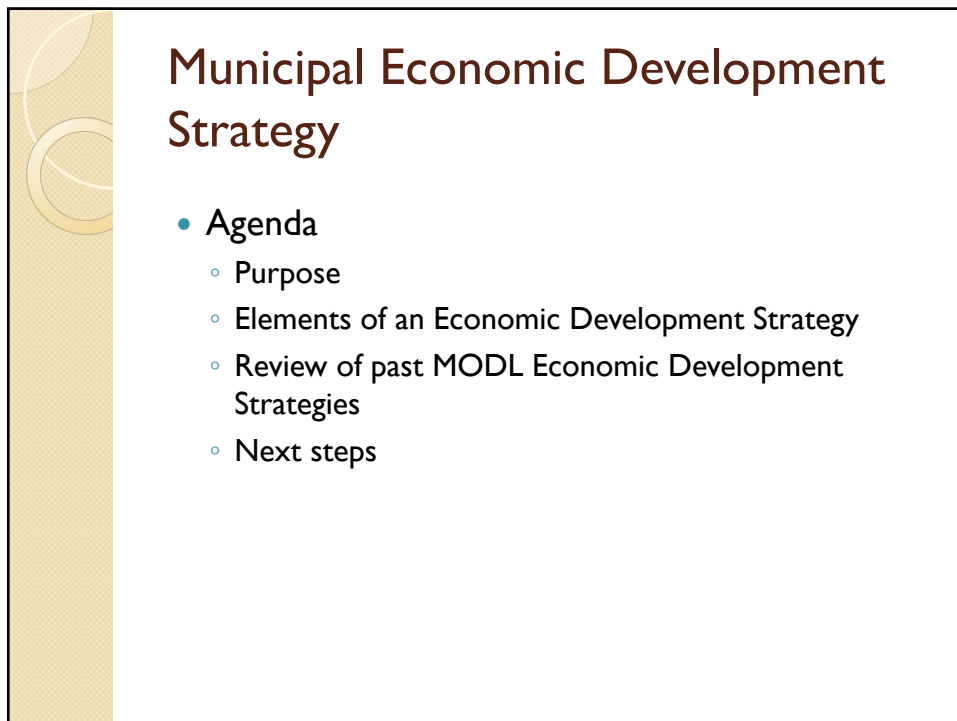 Municipal Economic Development
Strategy
• Agenda
◦ Purpose
◦ Elements of an Economic Development Strategy
◦ Review of past MODL Economic Development
Strategies
◦ Next steps